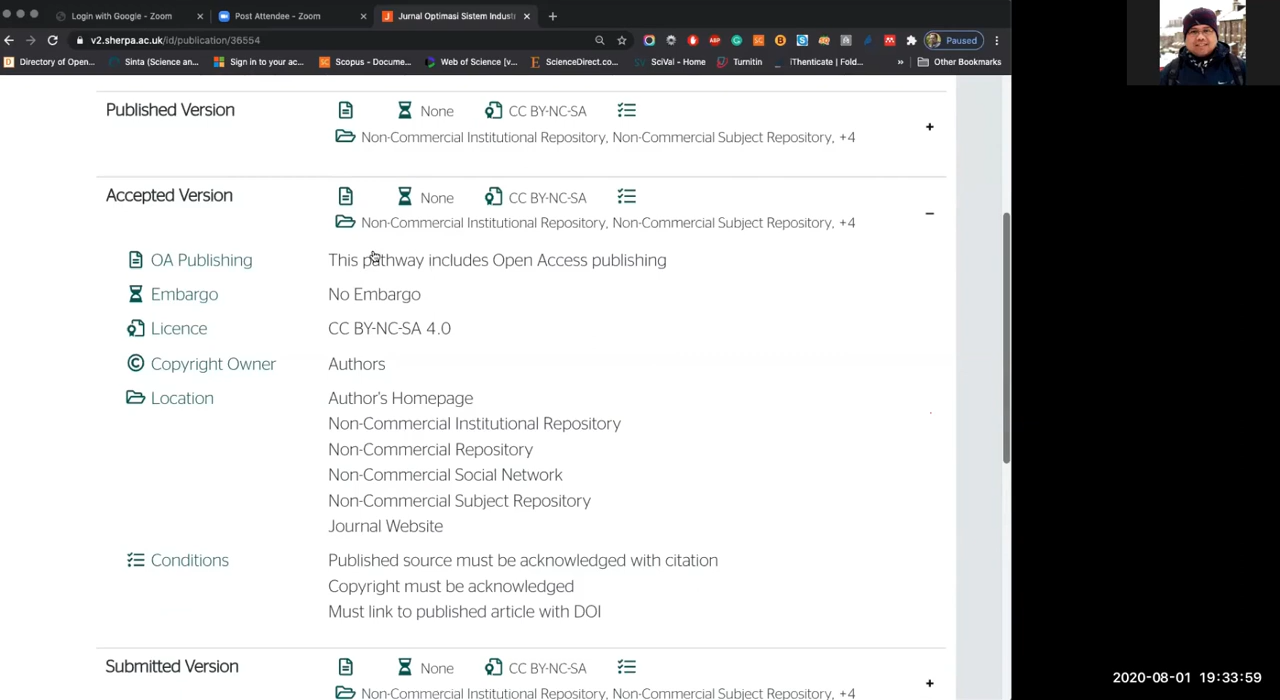 Login with Google - Zoom
Post Attendee - Zoom
Jurnal Optimasi Sistem Indust
v2.sherpa.ac.uk/id/publication/36554
Paused
Directory of Open...
Sinta (Science an...
Sign in to your ac...
Scopus - Docume...
Web of Science [v...
ScienceDirect.co...
SciVal - Home
Turnitin
iThenticate | Fold...
»
Other Bookmarks
Published Version
None
CC BY-NC-SA
Non-Commercial Institutional Repository, Non-Commercial Subject Repository, +4
+
Accepted Version
None
CC BY-NC-SA
Non-Commercial Institutional Repository, Non-Commercial Subject Repository, +4
−
OA Publishing
This pathway includes Open Access publishing
Embargo
No Embargo
Licence
CC BY-NC-SA 4.0
© Copyright Owner
Authors
Location
Author's Homepage
Non-Commercial Institutional Repository
Non-Commercial Repository
Non-Commercial Social Network
Non-Commercial Subject Repository
Journal Website
Conditions
Published source must be acknowledged with citation
Copyright must be acknowledged
Must link to published article with DOI
Submitted Version
None
CC BY-NC-SA
Non-Commercial Institutional Repository, Non-Commercial Subject Repository, +4
+
2020-08-01 19:33:59